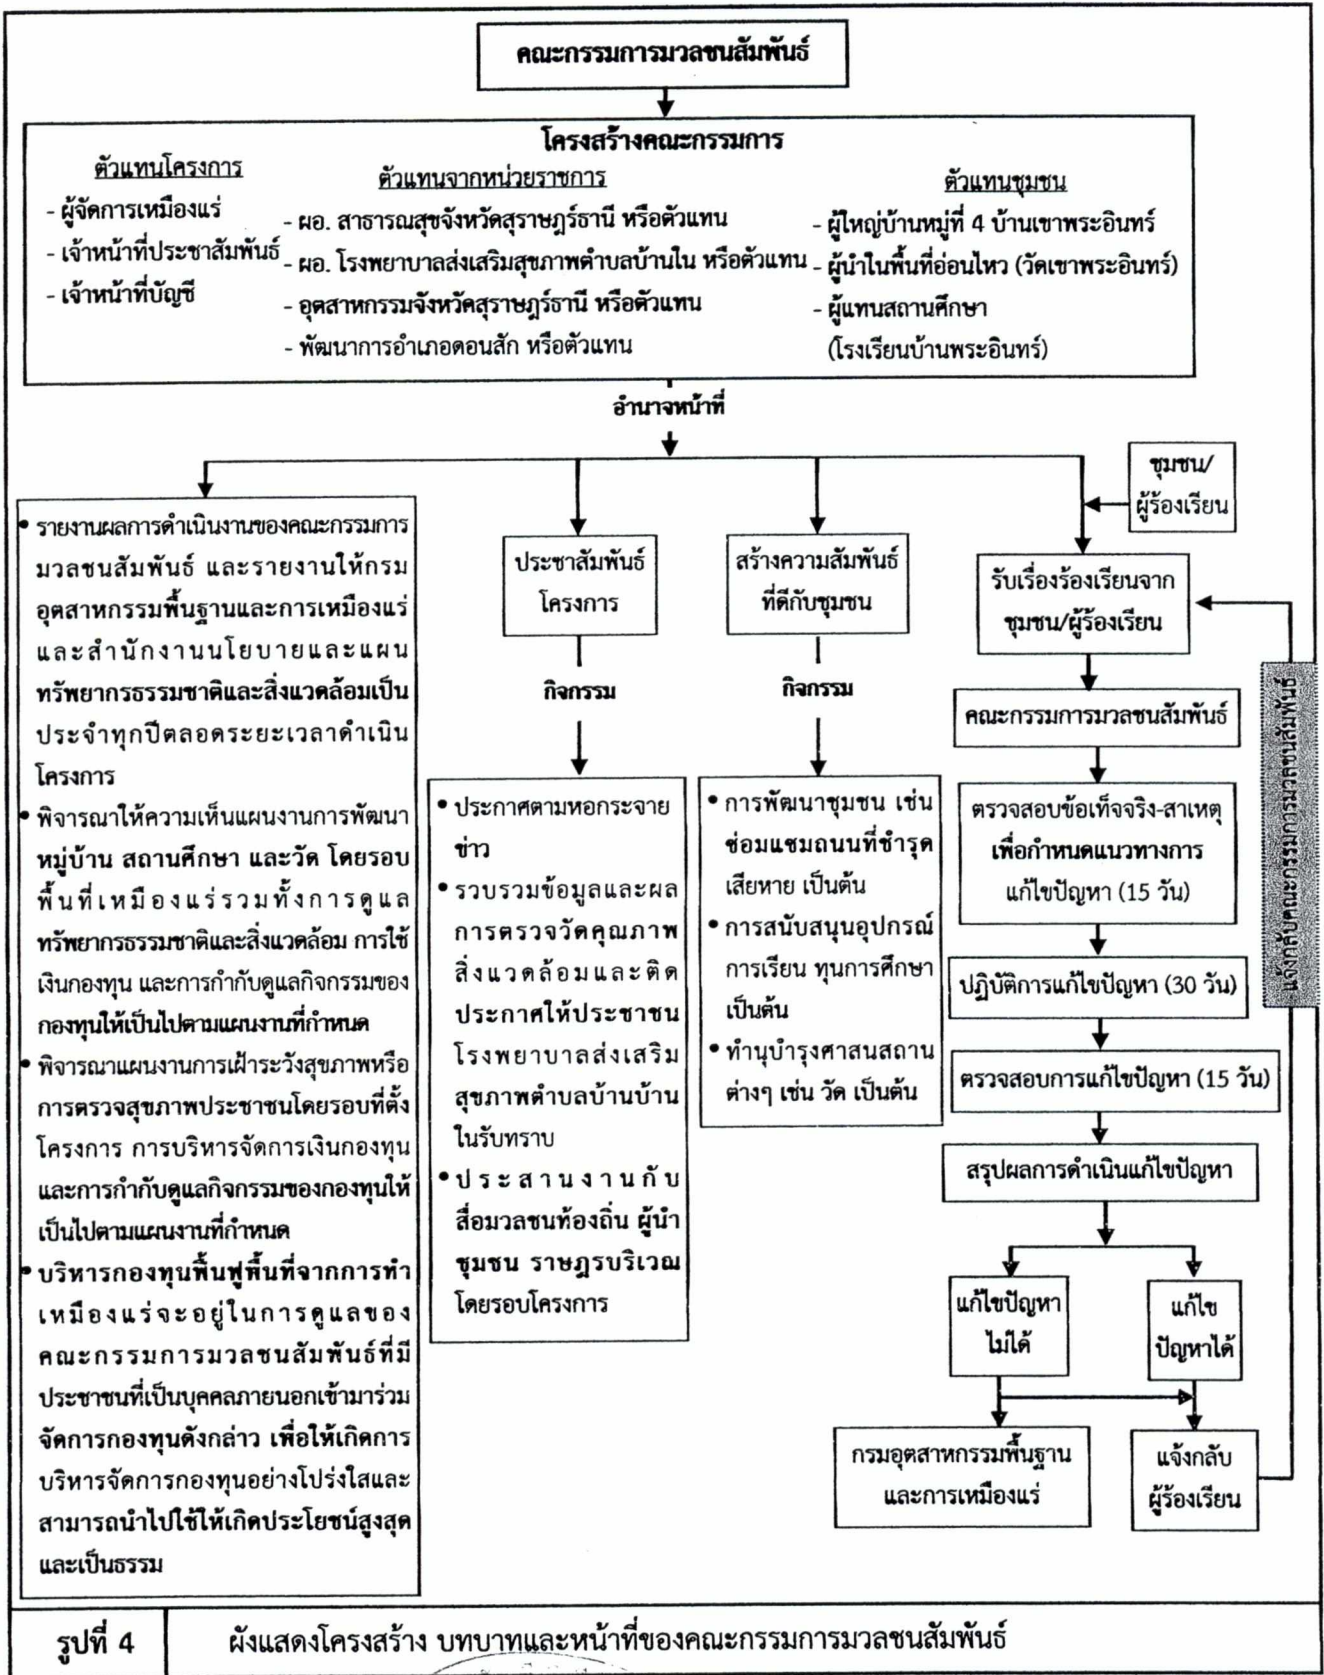 คณะกรรมการมวลชนสัมพันธ์
โครงสร้างคณะกรรมการ
ตัวแทนโครงการ
- ผู้จัดการเหมืองแร่
- เจ้าหน้าที่ประชาสัมพันธ์
- เจ้าหน้าที่บัญชี
ตัวแทนจากหน่วยราชการ
- ผอ. สาธารณสุขจังหวัดสุราษฎร์ธานี หรือตัวแทน
- ผอ. โรงพยาบาลส่งเสริมสุขภาพตำบลบ้านใน หรือตัวแทน
- อุตสาหกรรมจังหวัดสุราษฎร์ธานี หรือตัวแทน
- พัฒนาการอำเภอดอนสัก หรือตัวแทน
ตัวแทนชุมชน
- ผู้ใหญ่บ้านหมู่ที่ 4 บ้านเขาพระอินทร์
- ผู้นำในพื้นที่อ่อนไหว (วัดเขาพระอินทร์)
- ผู้แทนสถานศึกษา
(โรงเรียนบ้านพระอินทร์)
อำนาจหน้าที่
• รายงานผลการดำเนินงานของคณะกรรมการ
มวลชนสัมพันธ์ และรายงานให้กรม
อุตสาหกรรมพื้นฐานและการเหมืองแร่
และสำนักงานนโยบายและแผน
ทรัพยากรธรรมชาติและสิ่งแวดล้อมเป็น
ประจำทุกปีตลอดระยะเวลาดำเนิน
โครงการ
• พิจารณาให้ความเห็นแผนงานการพัฒนา
หมู่บ้าน สถานศึกษา และวัด โดยรอบ
พื้นที่เหมืองแร่รวมทั้งการดูแล
ทรัพยากรธรรมชาติและสิ่งแวดล้อม การใช้
เงินกองทุน และการกำกับดูแลกิจกรรมของ
กองทุนให้เป็นไปตามแผนงานที่กำหนด
• พิจารณาแผนงานการเฝ้าระวังสุขภาพหรือ
การตรวจสุขภาพประชาชนโดยรอบที่ตั้ง
โครงการ การบริหารจัดการเงินกองทุน
และการกำกับดูแลกิจกรรมของกองทุนให้
เป็นไปตามแผนงานที่กำหนด
• บริหารกองทุนฟื้นฟูพื้นที่จากการทำ
เหมืองแร่จะอยู่ในการดูแลของ
คณะกรรมการมวลชนสัมพันธ์ที่มี
ประชาชนที่เป็นบุคคลภายนอกเข้ามาร่วม
จัดการกองทุนดังกล่าว เพื่อให้เกิดการ
บริหารจัดการกองทุนอย่างโปร่งใสและ
สามารถนำไปใช้ให้เกิดประโยชน์สูงสุด
และเป็นธรรม
ประชาสัมพันธ์
โครงการ
กิจกรรม
• ประกาศตามหอกระจาย
ข่าว
• รวบรวมข้อมูลและผล
การตรวจวัดคุณภาพ
สิ่งแวดล้อมและติด
ประกาศให้ประชาชน
โรงพยาบาลส่งเสริม
สุขภาพตำบลบ้านบ้าน
ในรับทราบ
• ประสานงานกับ
สื่อมวลชนท้องถิ่น ผู้นำ
ชุมชน ราษฎรบริเวณ
โดยรอบโครงการ
สร้างความสัมพันธ์
ที่ดีกับชุมชน
กิจกรรม
• การพัฒนาชุมชน เช่น
ซ่อมแซมถนนที่ชำรุด
เสียหาย เป็นต้น
• การสนับสนุนอุปกรณ์
การเรียน ทุนการศึกษา
เป็นต้น
• ทำนุบำรุงศาสนสถาน
ต่างๆ เช่น วัด เป็นต้น
ชุมชน/
ผู้ร้องเรียน
รับเรื่องร้องเรียนจาก
ชุมชน/ผู้ร้องเรียน
คณะกรรมการมวลชนสัมพันธ์
ตรวจสอบข้อเท็จจริง-สาเหตุ
เพื่อกำหนดแนวทางการ
แก้ไขปัญหา (15 วัน)
ปฏิบัติการแก้ไขปัญหา (30 วัน)
ตรวจสอบการแก้ไขปัญหา (15 วัน)
สรุปผลการดำเนินแก้ไขปัญหา
แก้ไขปัญหา
ไม่ได้
แก้ไข
ปัญหาได้
กรมอุตสาหกรรมพื้นฐาน
และการเหมืองแร่
แจ้งกลับ
ผู้ร้องเรียน
แจ้งกลับคณะกรรมการมวลชนสัมพันธ์
รูปที่ 4
ผังแสดงโครงสร้าง บทบาทและหน้าที่ของคณะกรรมการมวลชนสัมพันธ์